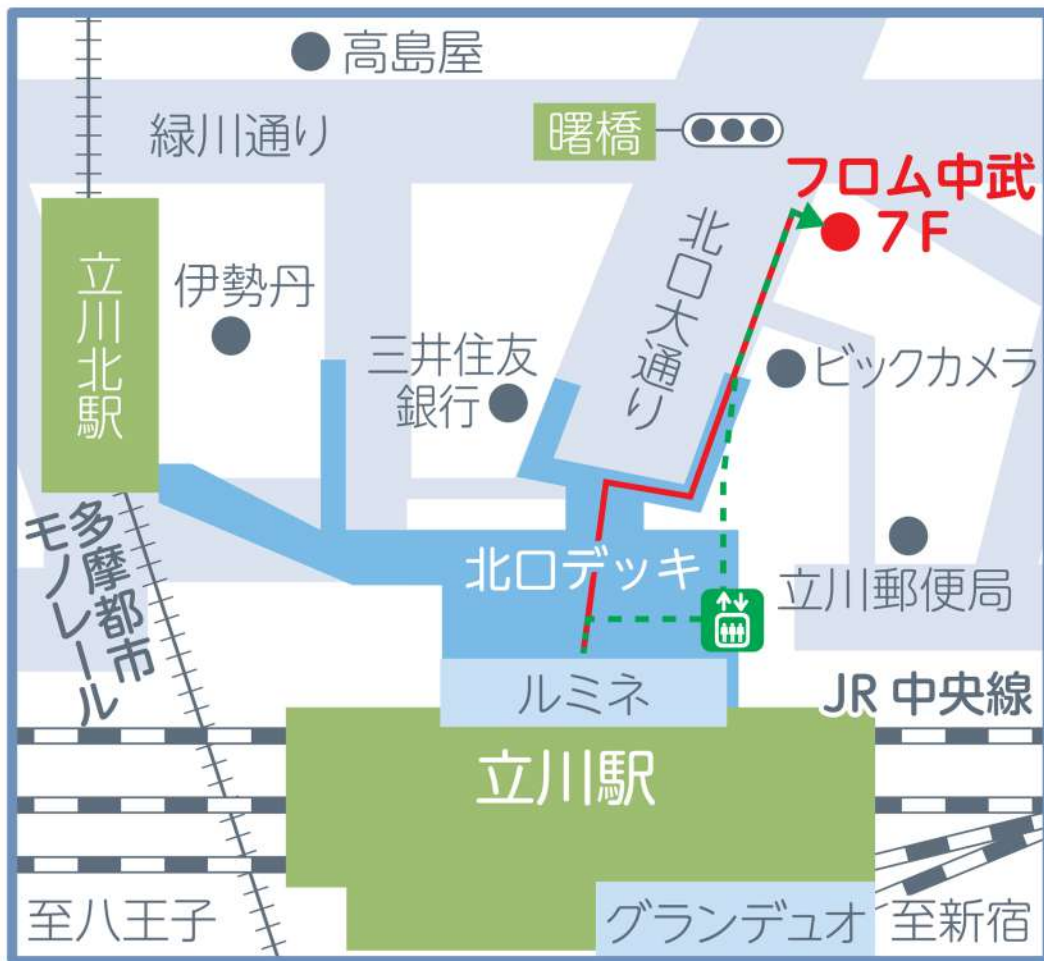 高島屋
緑川通り
曙橋
フロム中武
7F
立川北駅
伊勢丹
三井住友
銀行
北口大通り
ビックカメラ
多摩都市
モノレール
北口デッキ
立川郵便局
ルミネ
JR 中央線
立川駅
至八王子
グランデュオ
至新宿